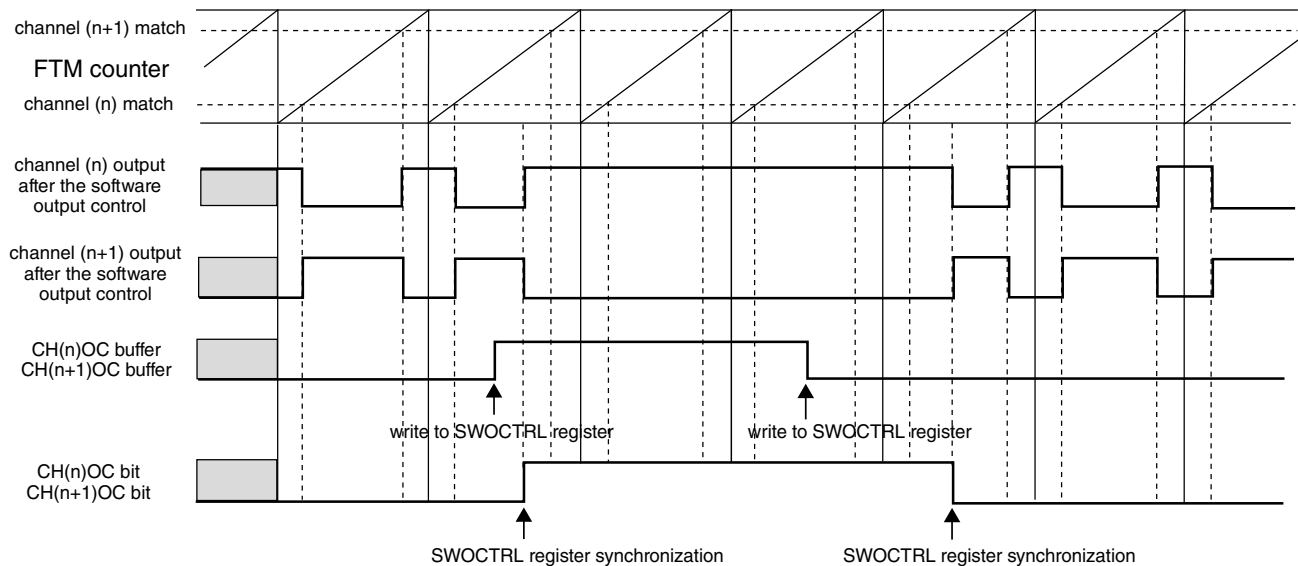 channel (n+1) match
FTM counter
channel (n) match
channel (n) output
after the software
output control
channel (n+1) output
after the software
output control
CH(n)OC buffer
CH(n+1)OC buffer
write to SWOCTRL register
write to SWOCTRL register
CH(n)OC bit
CH(n+1)OC bit
SWOCTRL register synchronization
SWOCTRL register synchronization